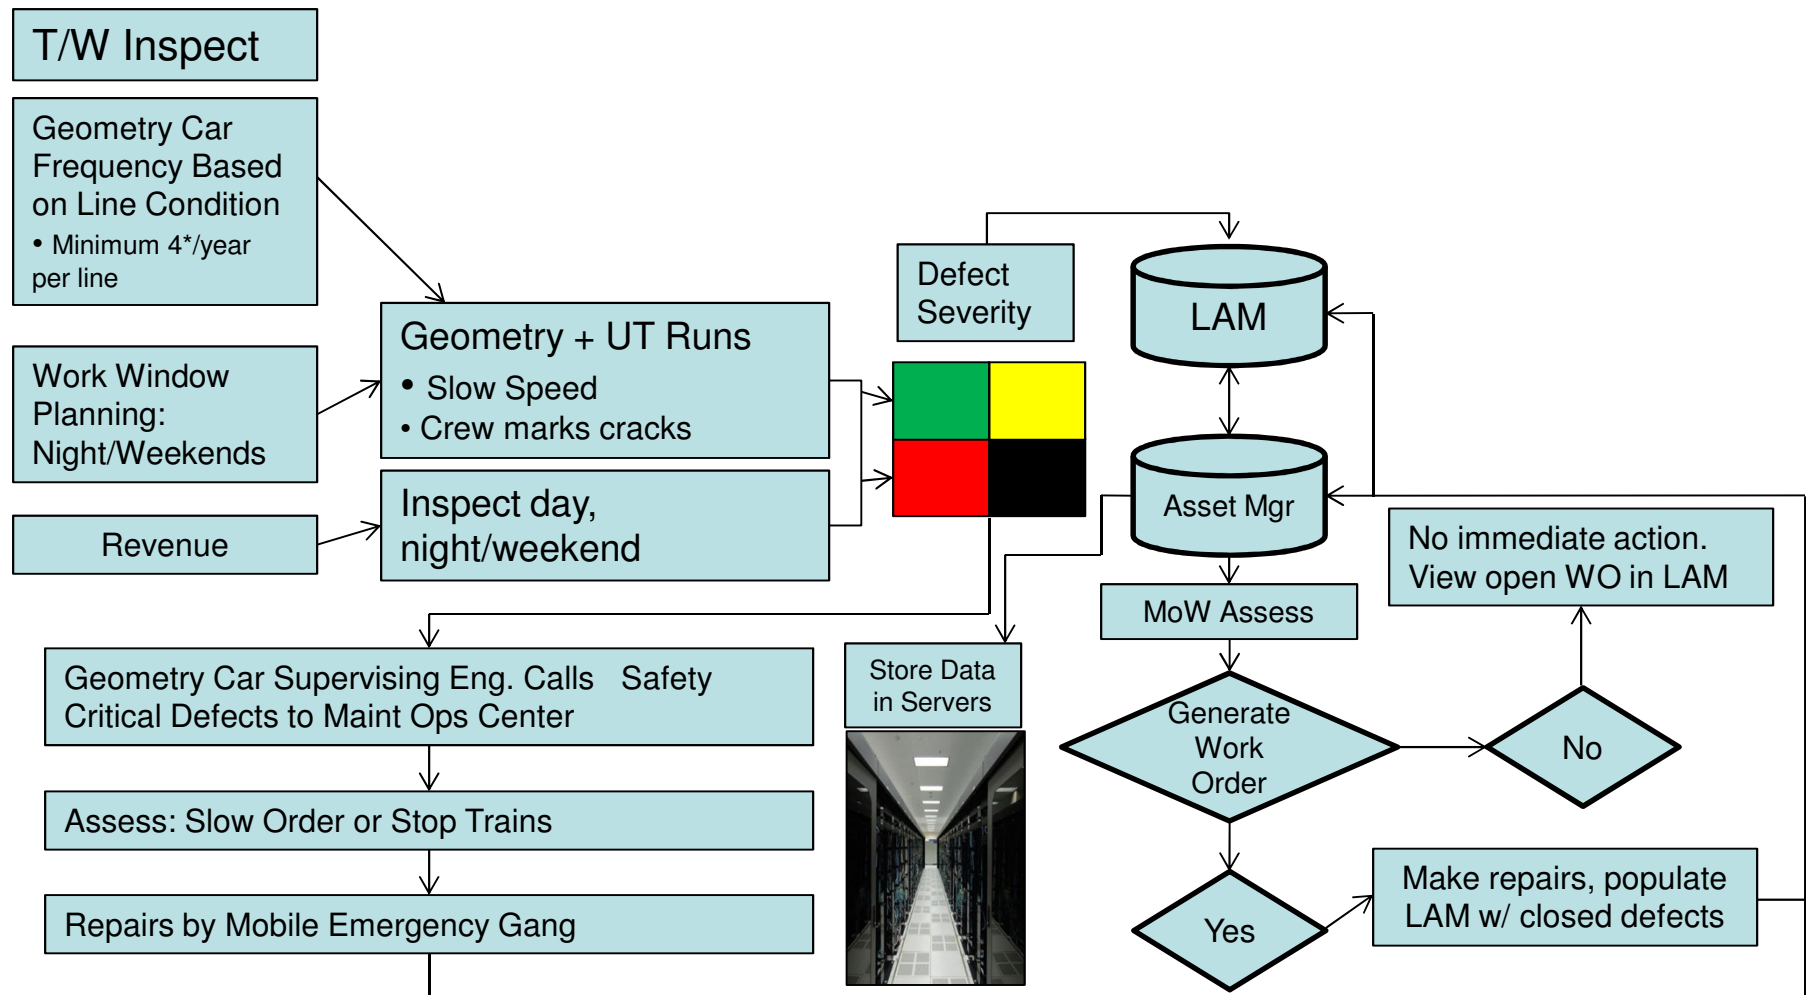 T/W Inspect
Geometry Car
Frequency Based
on Line Condition
• Minimum 4*/year
per line
Work Window
Planning:
Night/Weekends
Revenue
Geometry + UT Runs
• Slow Speed
• Crew marks cracks
Inspect day,
night/weekend
Defect
Severity
LAM
Asset Mgr
No immediate action.
View open WO in LAM
MoW Assess
Geometry Car Supervising Eng. Calls   Safety
Critical Defects to Maint Ops Center
Store Data
in Servers
Generate
Work
Order
No
Assess: Slow Order or Stop Trains
Repairs by Mobile Emergency Gang
Yes
Make repairs, populate
LAM w/ closed defects